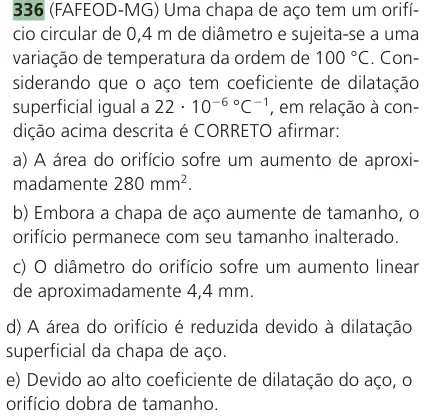 336 (FAFEOD-MG) Uma chapa de aço tem um orifí-
cio circular de 0,4 m de diâmetro e sujeita-se a uma
variação de temperatura da ordem de 100 °C. Con-
siderando que o aço tem coeficiente de dilatação
superficial igual a 22 · 10⁻⁶ °C⁻¹, em relação à con-
dição acima descrita é CORRETO afirmar:
a) A área do orifício sofre um aumento de aproxi-
madamente 280 mm².
b) Embora a chapa de aço aumente de tamanho, o
orifício permanece com seu tamanho inalterado.
c) O diâmetro do orifício sofre um aumento linear
de aproximadamente 4,4 mm.
d) A área do orifício é reduzida devido à dilatação
superficial da chapa de aço.
e) Devido ao alto coeficiente de dilatação do aço, o
orifício dobra de tamanho.